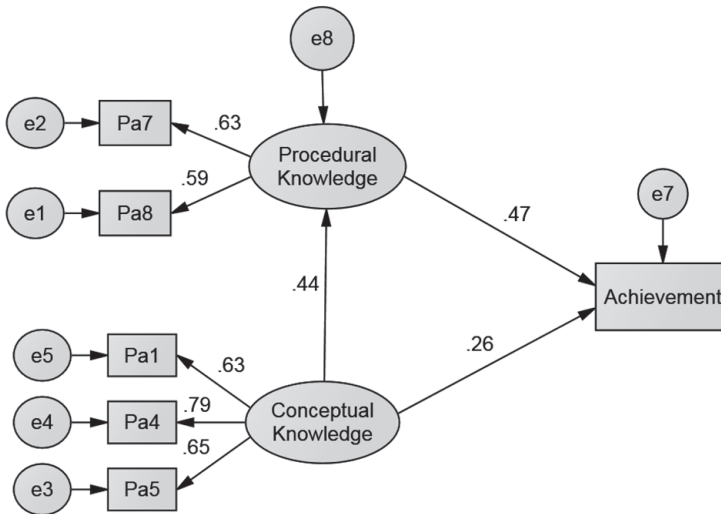 e8
e2
Pa7
.63
Procedural
Knowledge
.59
e1
Pa8
e7
.47
.44
Achievement
.26
e5
Pa1
.63
e4
Pa4
.79
Conceptual
Knowledge
.65
e3
Pa5